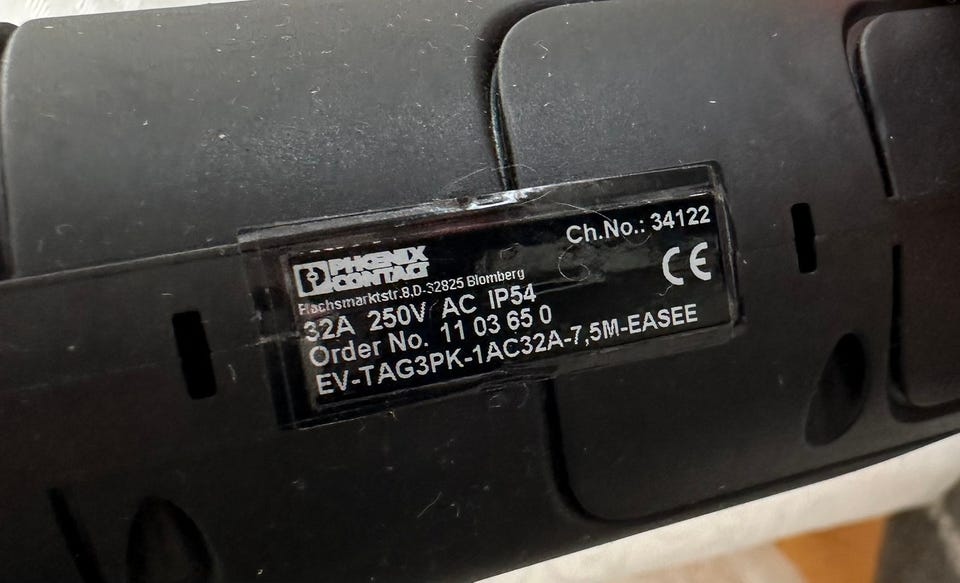 Ch.No.: 34122
PHOENIX
CONTACT
CE
Flachsmarktstr.8,D-32825 Blomberg
32A 250V AC IP54
Order No. 11 03 65 0
EV-TAG3PK-1AC32A-7,5M-EASEE